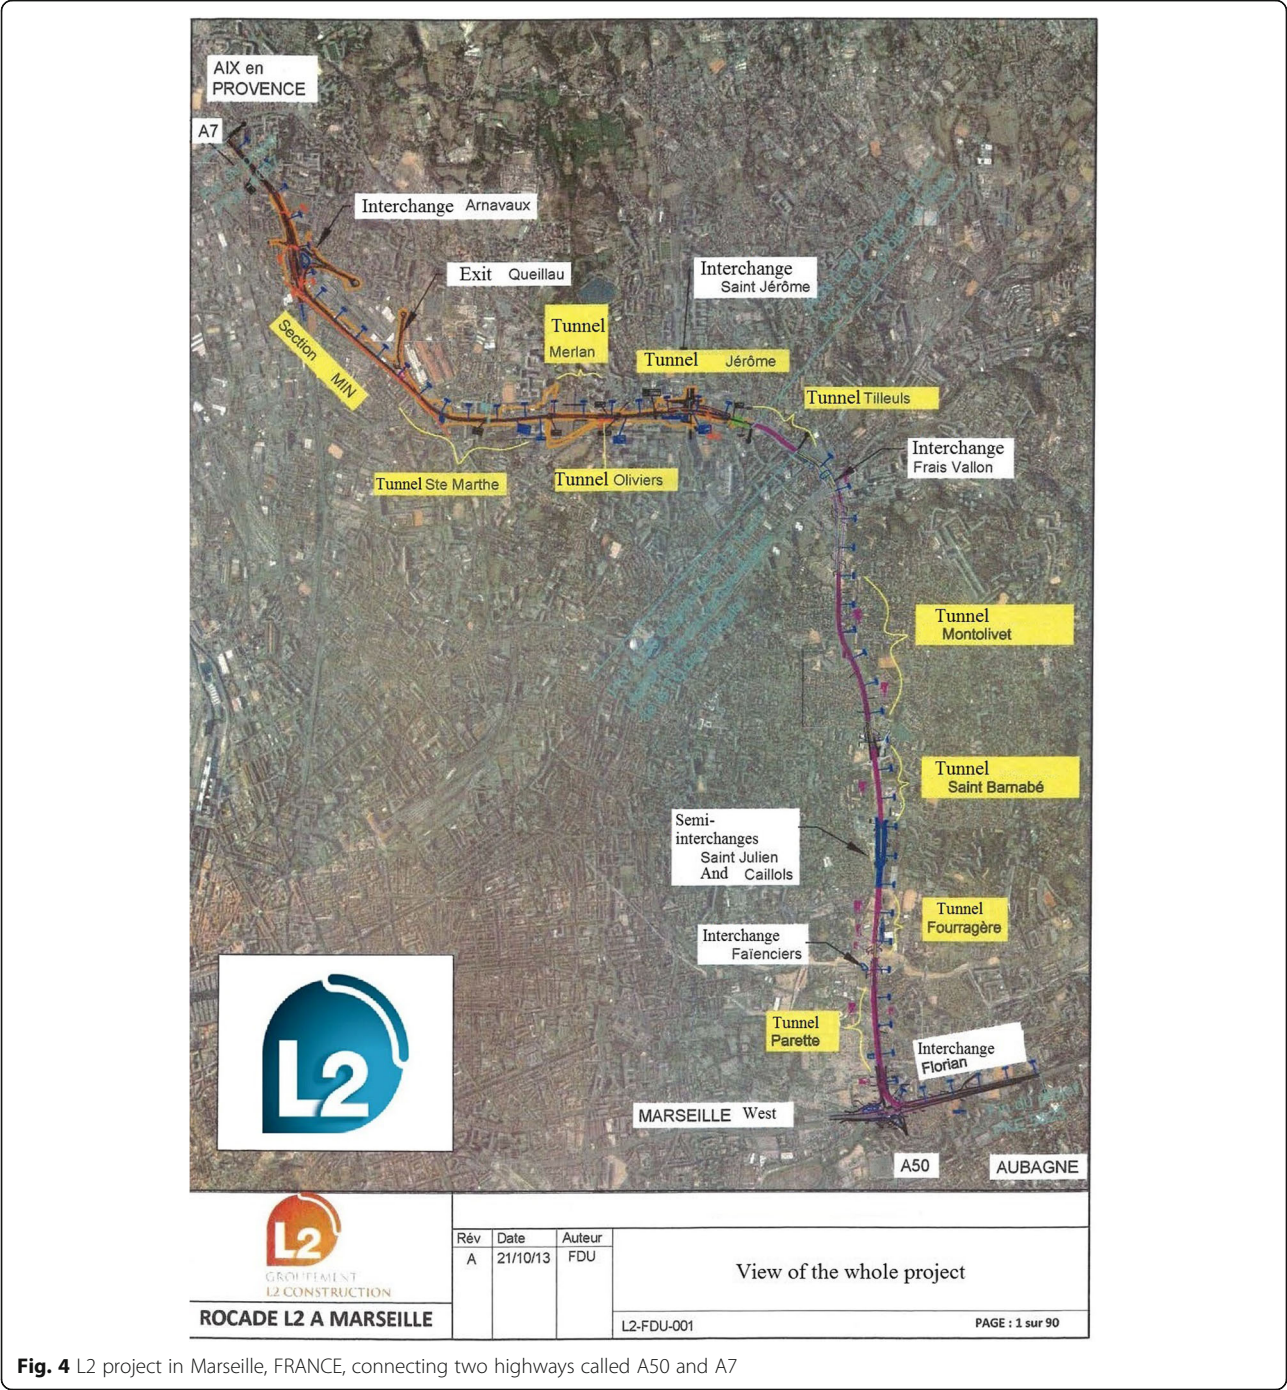 AIX en
PROVENCE
A7
Interchange Arnavaux
Exit Queillau
Interchange
Saint Jérôme
Tunnel
Merlan
Section MIN
Tunnel Jérôme
Tunnel Tilleuls
Interchange
Frais Vallon
Tunnel Ste Marthe
Tunnel Oliviers
Tunnel
Montolivet
Tunnel
Saint Barnabé
Semi-
interchanges
Saint Julien
And Caillols
Tunnel
Fourragère
Interchange
Faïenciers
Tunnel
Parette
Interchange
Florian
L2
MARSEILLE West
A50
AUBAGNE
L2
GROUPEMENT
L2 CONSTRUCTION
ROCADE L2 A MARSEILLE
Rév Date Auteur
A 21/10/13 FDU
View of the whole project
L2-FDU-001
PAGE : 1 sur 90
Fig. 4 L2 project in Marseille, FRANCE, connecting two highways called A50 and A7